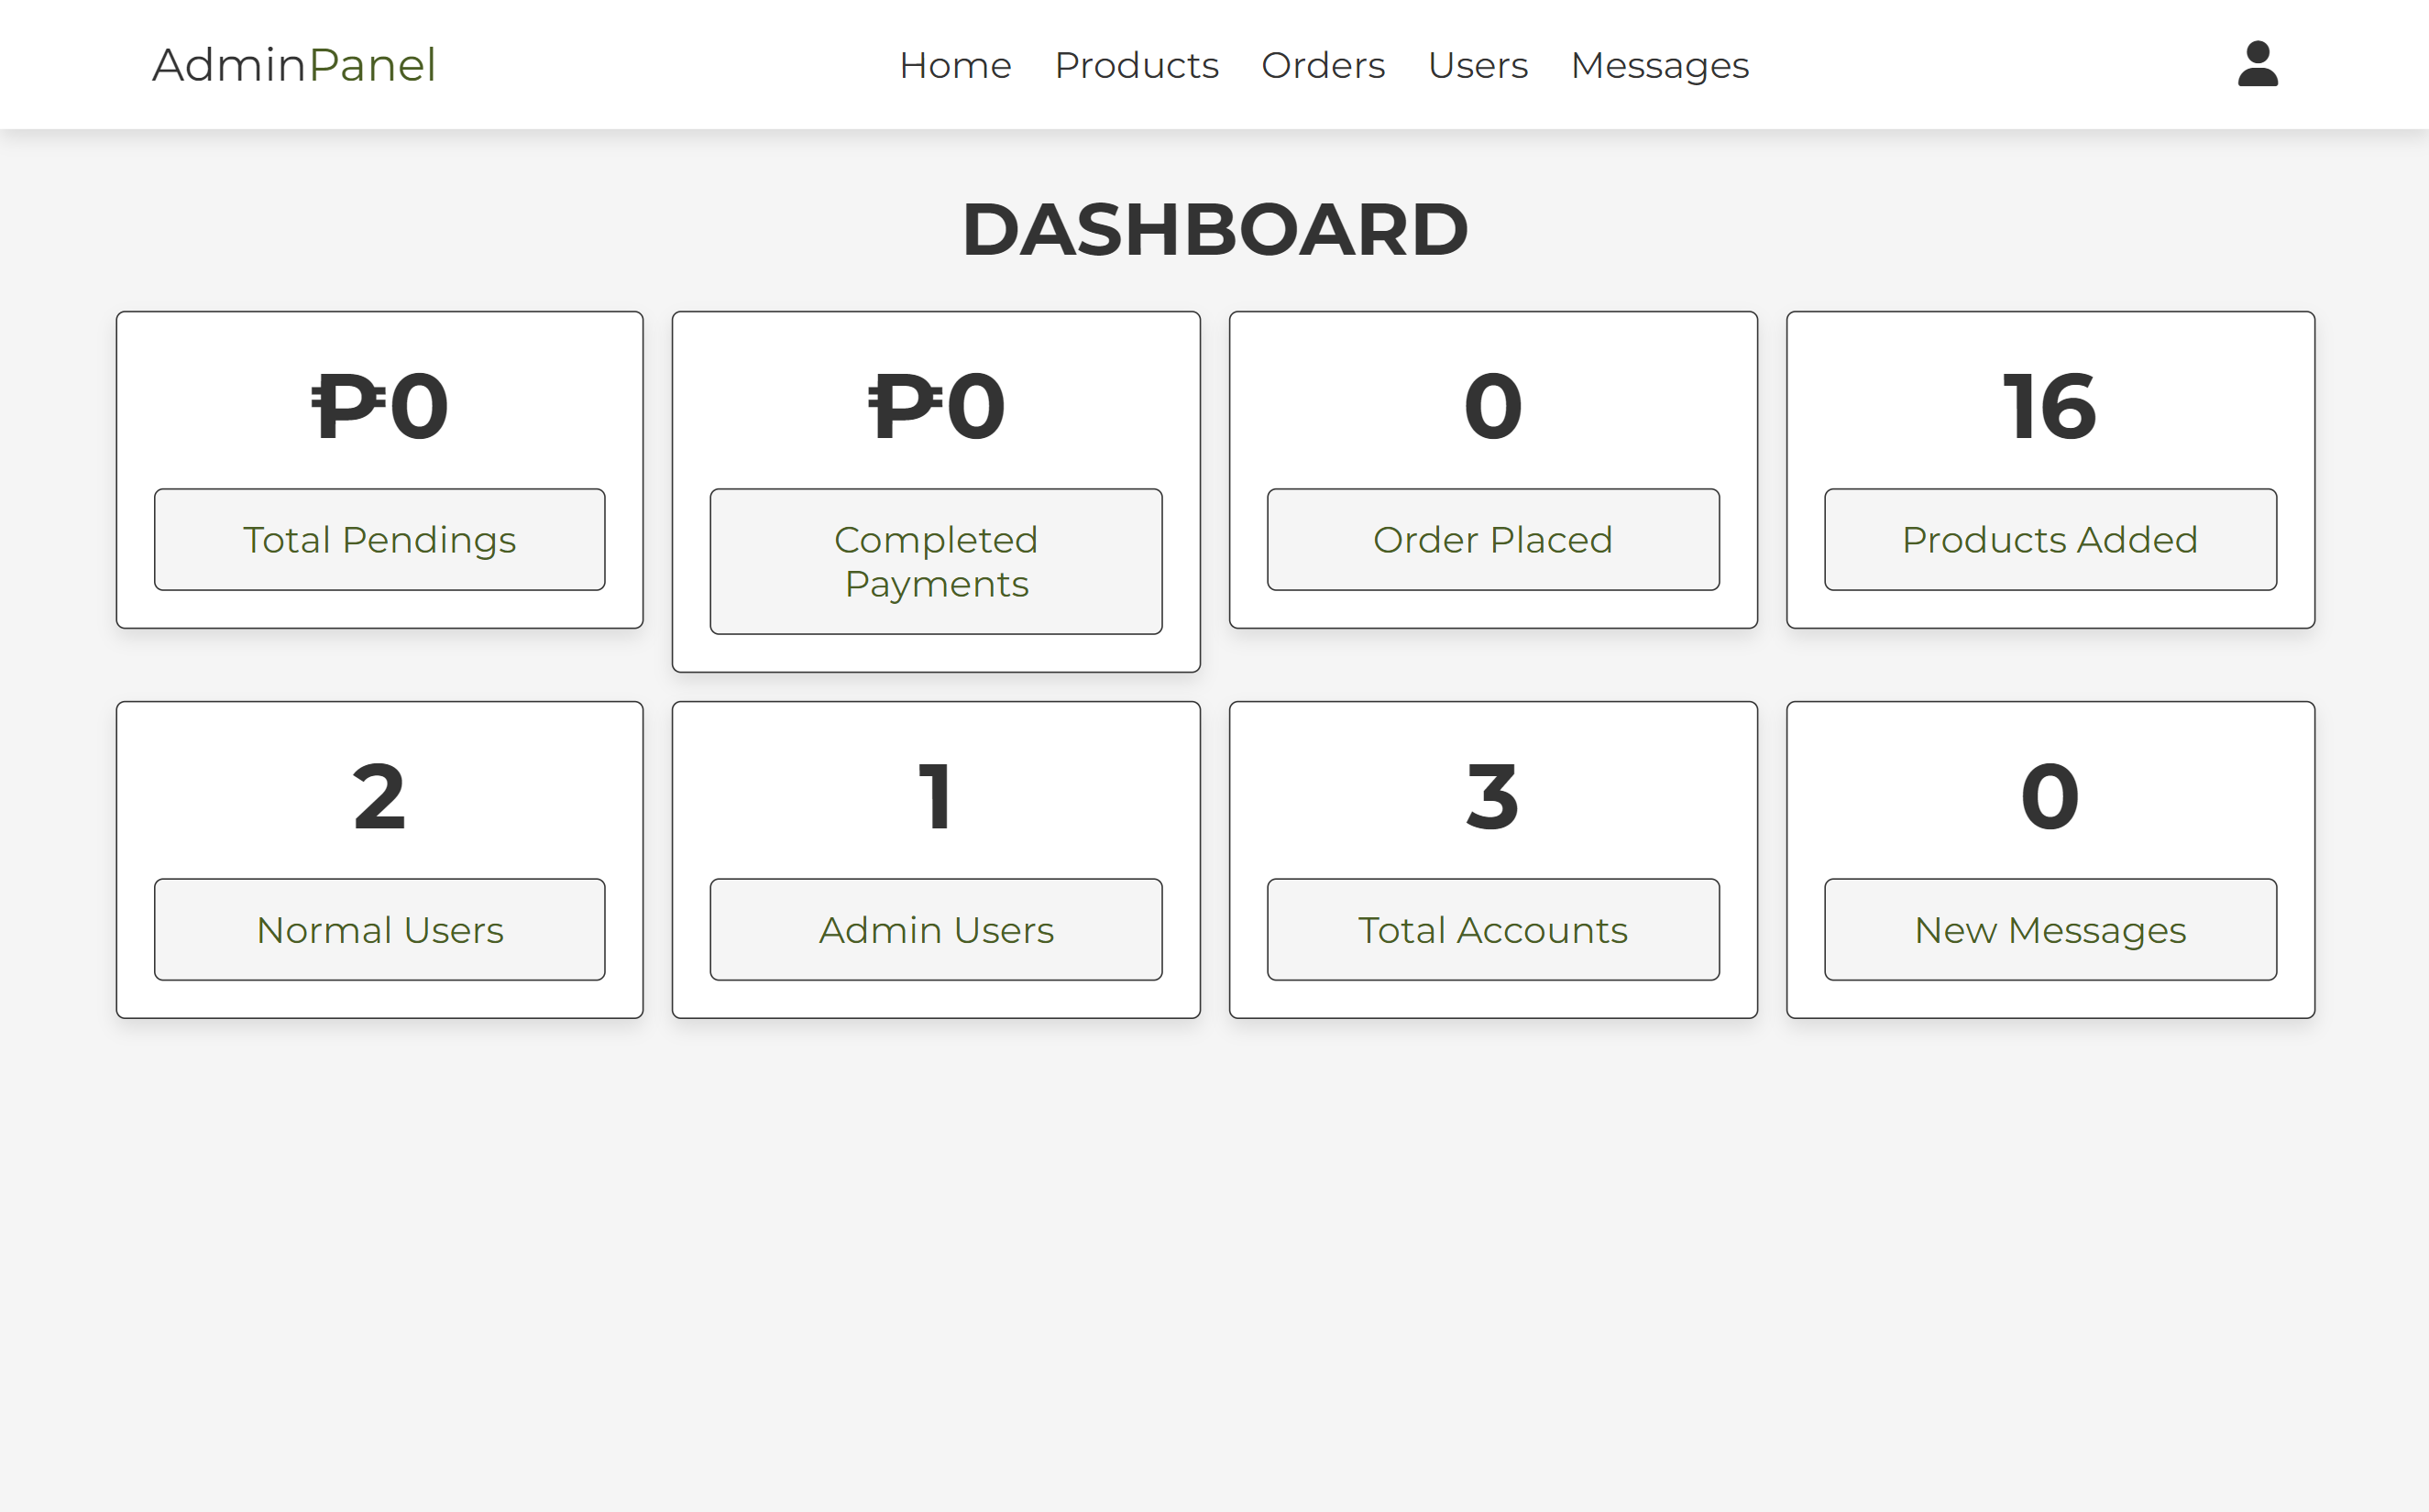 AdminPanel
Home Products Orders Users Messages
DASHBOARD
₱0
Total Pendings
₱0
Completed
Payments
0
Order Placed
16
Products Added
2
Normal Users
1
Admin Users
3
Total Accounts
0
New Messages